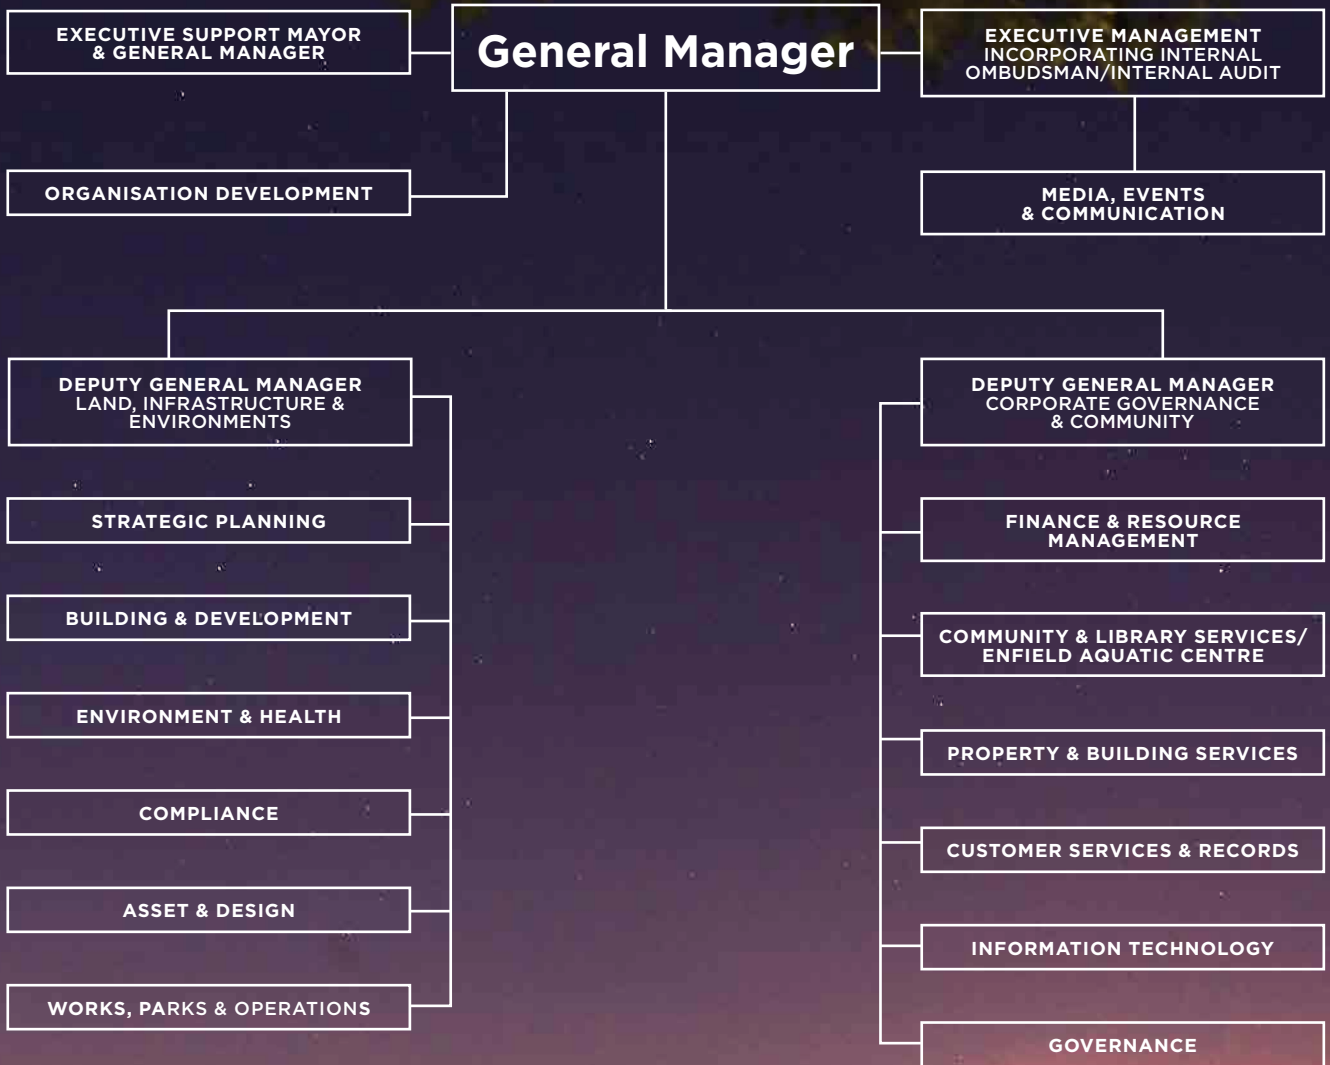 EXECUTIVE SUPPORT MAYOR
& GENERAL MANAGER
General Manager
EXECUTIVE MANAGEMENT
INCORPORATING INTERNAL
OMBUDSMAN/INTERNAL AUDIT
ORGANISATION DEVELOPMENT
MEDIA, EVENTS
& COMMUNICATION
DEPUTY GENERAL MANAGER
LAND, INFRASTRUCTURE &
ENVIRONMENTS
STRATEGIC PLANNING
BUILDING & DEVELOPMENT
ENVIRONMENT & HEALTH
COMPLIANCE
ASSET & DESIGN
WORKS, PARKS & OPERATIONS
DEPUTY GENERAL MANAGER
CORPORATE GOVERNANCE
& COMMUNITY
FINANCE & RESOURCE
MANAGEMENT
COMMUNITY & LIBRARY SERVICES/
ENFIELD AQUATIC CENTRE
PROPERTY & BUILDING SERVICES
CUSTOMER SERVICES & RECORDS
INFORMATION TECHNOLOGY
GOVERNANCE